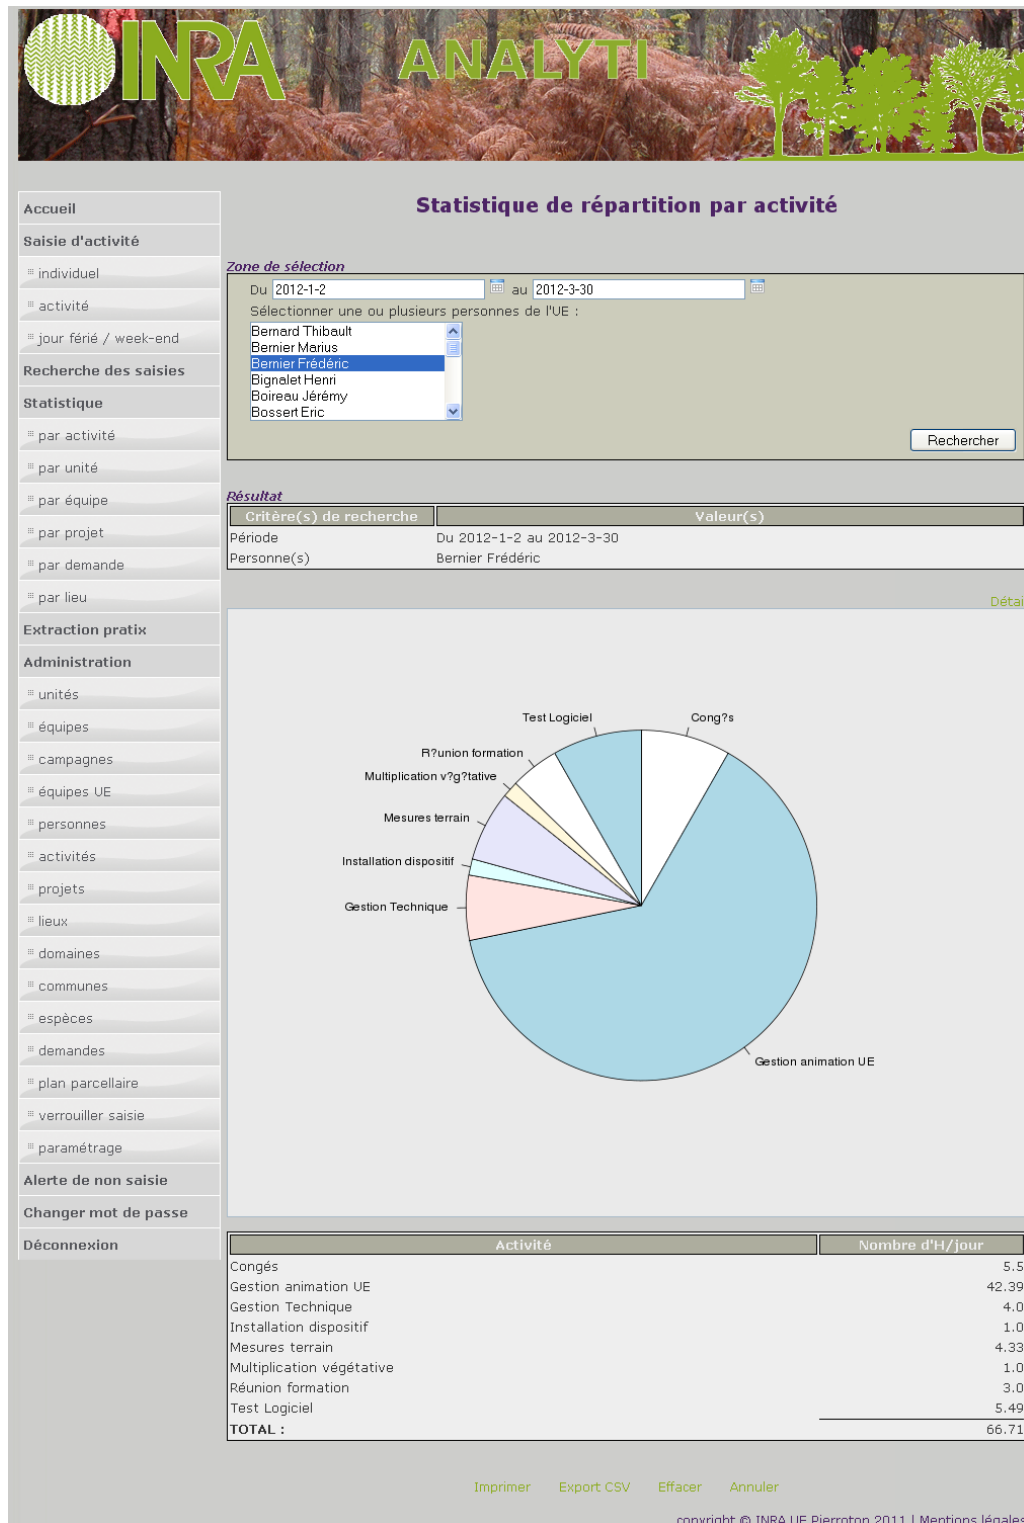 INRA
ANALYTI
Accueil
Saisie d'activité
individuel
activité
jour férié / week-end
Recherche des saisies
Statistique
par activité
par unité
par équipe
par projet
par demande
par lieu
Extraction pratix
Administration
unités
équipes
campagnes
équipes UE
personnes
activités
projets
lieux
domaines
communes
espèces
demandes
plan parcellaire
verrouiller saisie
paramétrage
Alerte de non saisie
Changer mot de passe
Déconnexion
Statistique de répartition par activité
Zone de sélection
Du 2012-1-2 au 2012-3-30
Sélectionner une ou plusieurs personnes de l'UE :
Bernard Thibault
Bernier Marius
Bernier Frédéric
Bignalet Henri
Boireau Jérémy
Bossert Eric
Rechercher
Résultat
Critère(s) de recherche Valeur(s)
Période Du 2012-1-2 au 2012-3-30
Personne(s) Bernier Frédéric
Détai
Test Logiciel
Cong?s
R?union formation
Multiplication v?g?tative
Mesures terrain
Installation dispositif
Gestion Technique
Gestion animation UE
Activité Nombre d'H/jour
Congés 5.5
Gestion animation UE 42.39
Gestion Technique 4.0
Installation dispositif 1.0
Mesures terrain 4.33
Multiplication végétative 1.0
Réunion formation 3.0
Test Logiciel 5.49
TOTAL : 66.71
Imprimer Export CSV Effacer Annuler
copyright © INRA UE Pierroton 2011 | Mentions légales